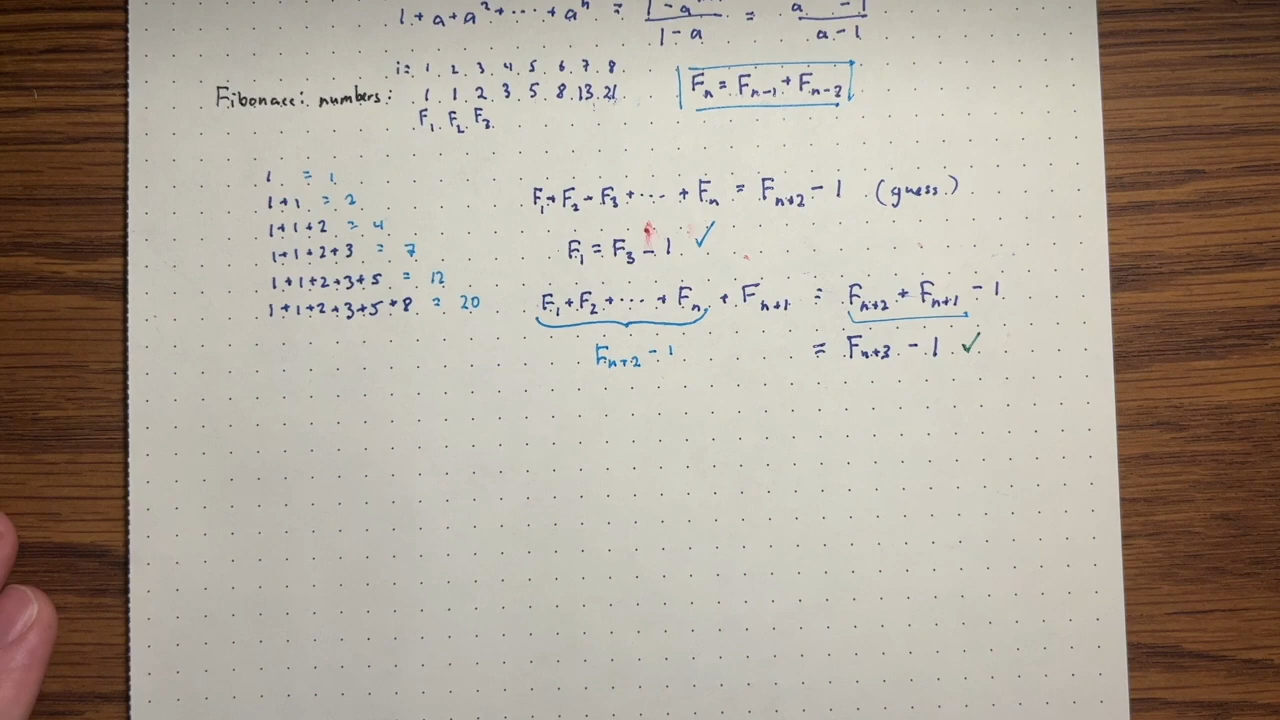 1 + a + a² + ··· + aⁿ = 1 - a / 1 - a = a - 1 / a - 1
i = 1 2 3 4 5 6 7 8
Fibonacci numbers: 1 1 2 3 5 8 13 21
F₁ F₂ F₃
Fₙ = Fₙ₋₁ + Fₙ₋₂
1 = 1
1+1 = 2
1+1+2 = 4
1+1+2+3 = 7
1+1+2+3+5 = 12
1+1+2+3+5+8 = 20
F₁ + F₂ + F₃ + ··· + Fₙ = Fₙ₊₂ - 1 (guess)
F₁ = F₃ - 1 ✓
F₁ + F₂ + ··· + Fₙ + Fₙ₊₁ = Fₙ₊₂ + Fₙ₊₁ - 1
Fₙ₊₂ - 1
= Fₙ₊₃ - 1 ✓